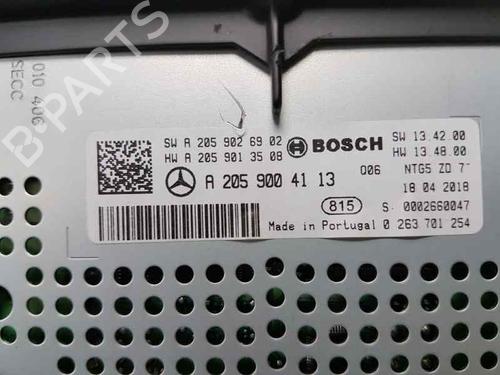 B-PARTS
010 406
SECC
SW A 205 902 69 02
HW A 205 901 35 08
BOSCH
SW 13.42.00
HW 13.48.00
A 205 900 41 13
006
NTG5 ZD 7"
18 04 2018
815
S. 0002660047
Made in Portugal 0 263 701 254